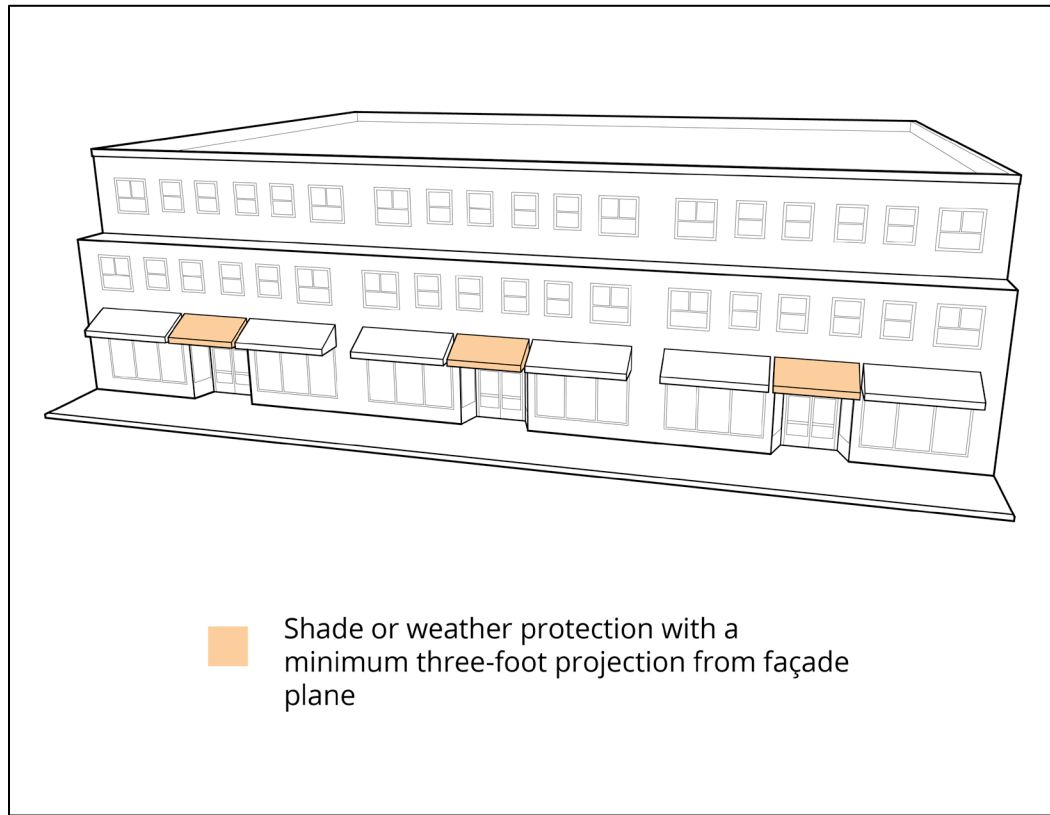 Shade or weather protection with a
minimum three-foot projection from façade
plane